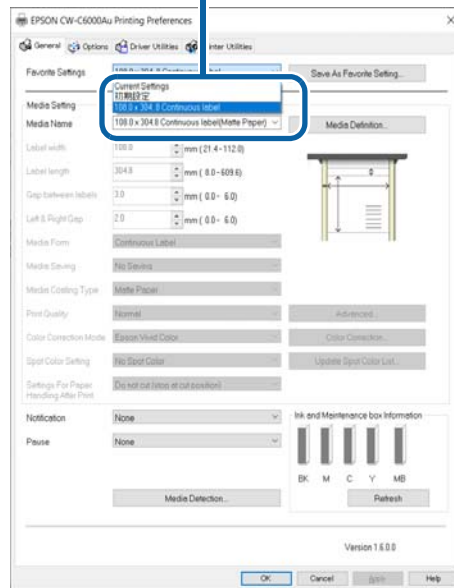 EPSON CW-C6000Au Printing Preferences
General Options Driver Utilities Printer Utilities
Favorite Settings Save As Favorite Setting...
Current Settings
初期設定
108.0 x 304.8 Continuous label
Media Setting
Media Name 108.0 x 304.8 Continuous label(Matte Paper) Media Definition...
Label width 108.0 mm ( 21.4 - 112.0)
Label length 304.8 mm ( 8.0 - 609.6)
Gap between labels 3.0 mm ( 0.0 - 6.0)
Left & Right Gap 2.0 mm ( 0.0 - 6.0)
Media Form Continuous Label
Media Saving No Saving
Media Coating Type Matte Paper
Print Quality Normal Advanced...
Color Correction Mode Epson Vivid Color Color Correction...
Spot Color Setting No Spot Color Update Spot Color List...
Settings For Paper Handling After Print Do not cut (stop at cut position)
Notification None Ink and Maintenance box Information
Pause None
BK M C Y MB
Media Detection... Refresh
Version 1.6.0.0
OK Cancel Apply Help